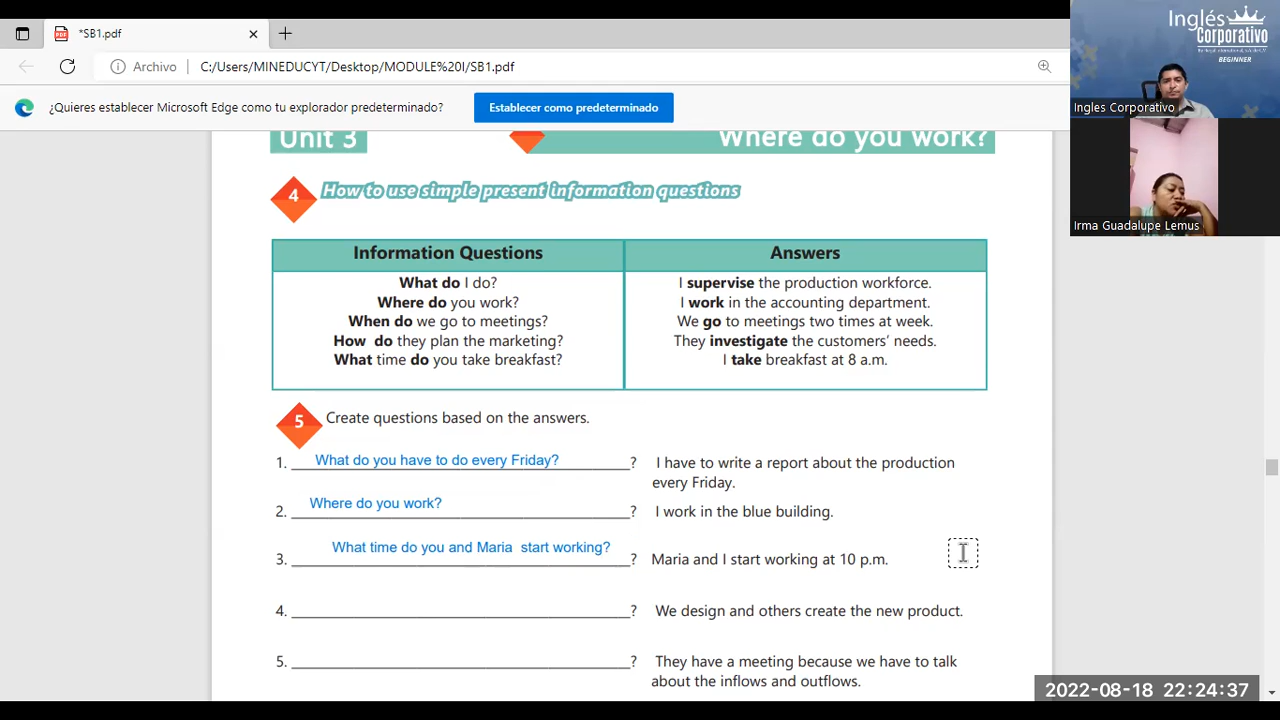 *SB1.pdf
Archivo | C:/Users/MINEDUCYT/Desktop/MODULE%20I/SB1.pdf
¿Quieres establecer Microsoft Edge como tu explorador predeterminado? Establecer como predeterminado
Inglés
Corporativo
BEGINNER
Ingles Corporativo
Irma Guadalupe Lemus
Unit 3 Where do you work?
4 How to use simple present information questions
Information Questions Answers
What do I do? I supervise the production workforce.
Where do you work? I work in the accounting department.
When do we go to meetings? We go to meetings two times at week.
How do they plan the marketing? They investigate the customers' needs.
What time do you take breakfast? I take breakfast at 8 a.m.
5 Create questions based on the answers.
1. What do you have to do every Friday? ? I have to write a report about the production
every Friday.
2. Where do you work? ? I work in the blue building.
3. What time do you and Maria start working? ? Maria and I start working at 10 p.m.
4. ? We design and others create the new product.
5. ? They have a meeting because we have to talk
about the inflows and outflows.
2022-08-18 22:24:37